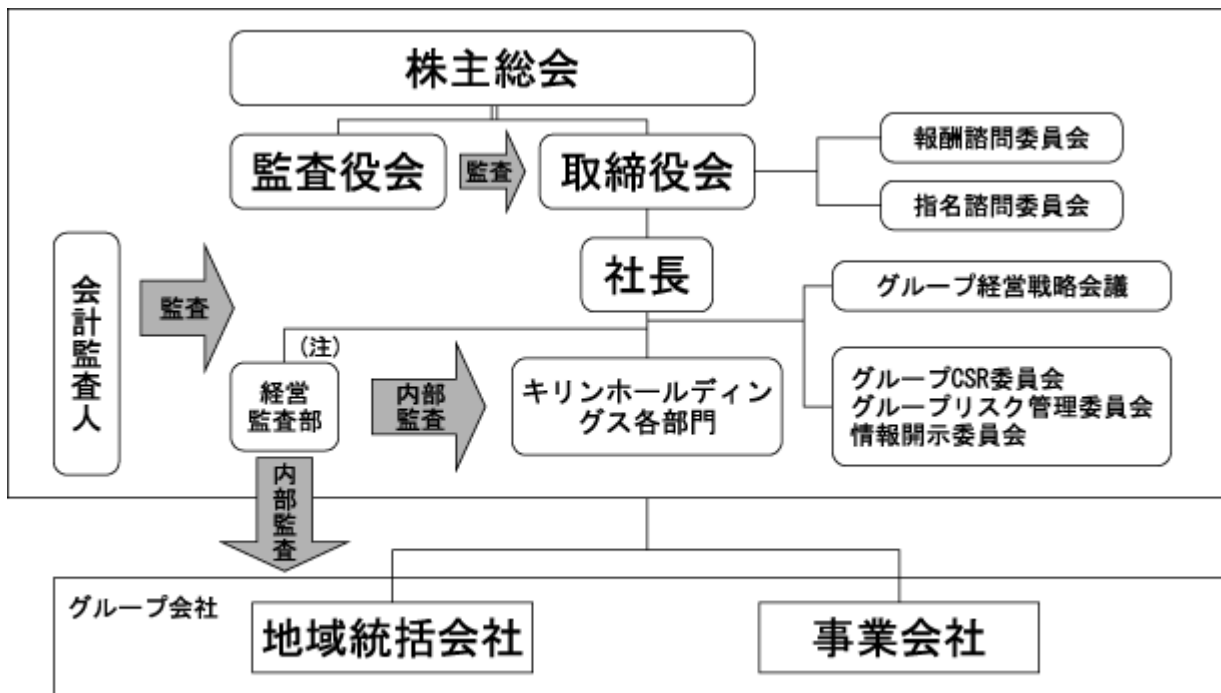 株主総会
監査役会
監査
取締役会
報酬諮問委員会
指名諮問委員会
社長
会計監査人
監査
グループ経営戦略会議
(注)
経営
監査部
内部
監査
キリンホールディン
グス各部門
グループCSR委員会
グループリスク管理委員会
情報開示委員会
内部監査
グループ会社
地域統括会社
事業会社